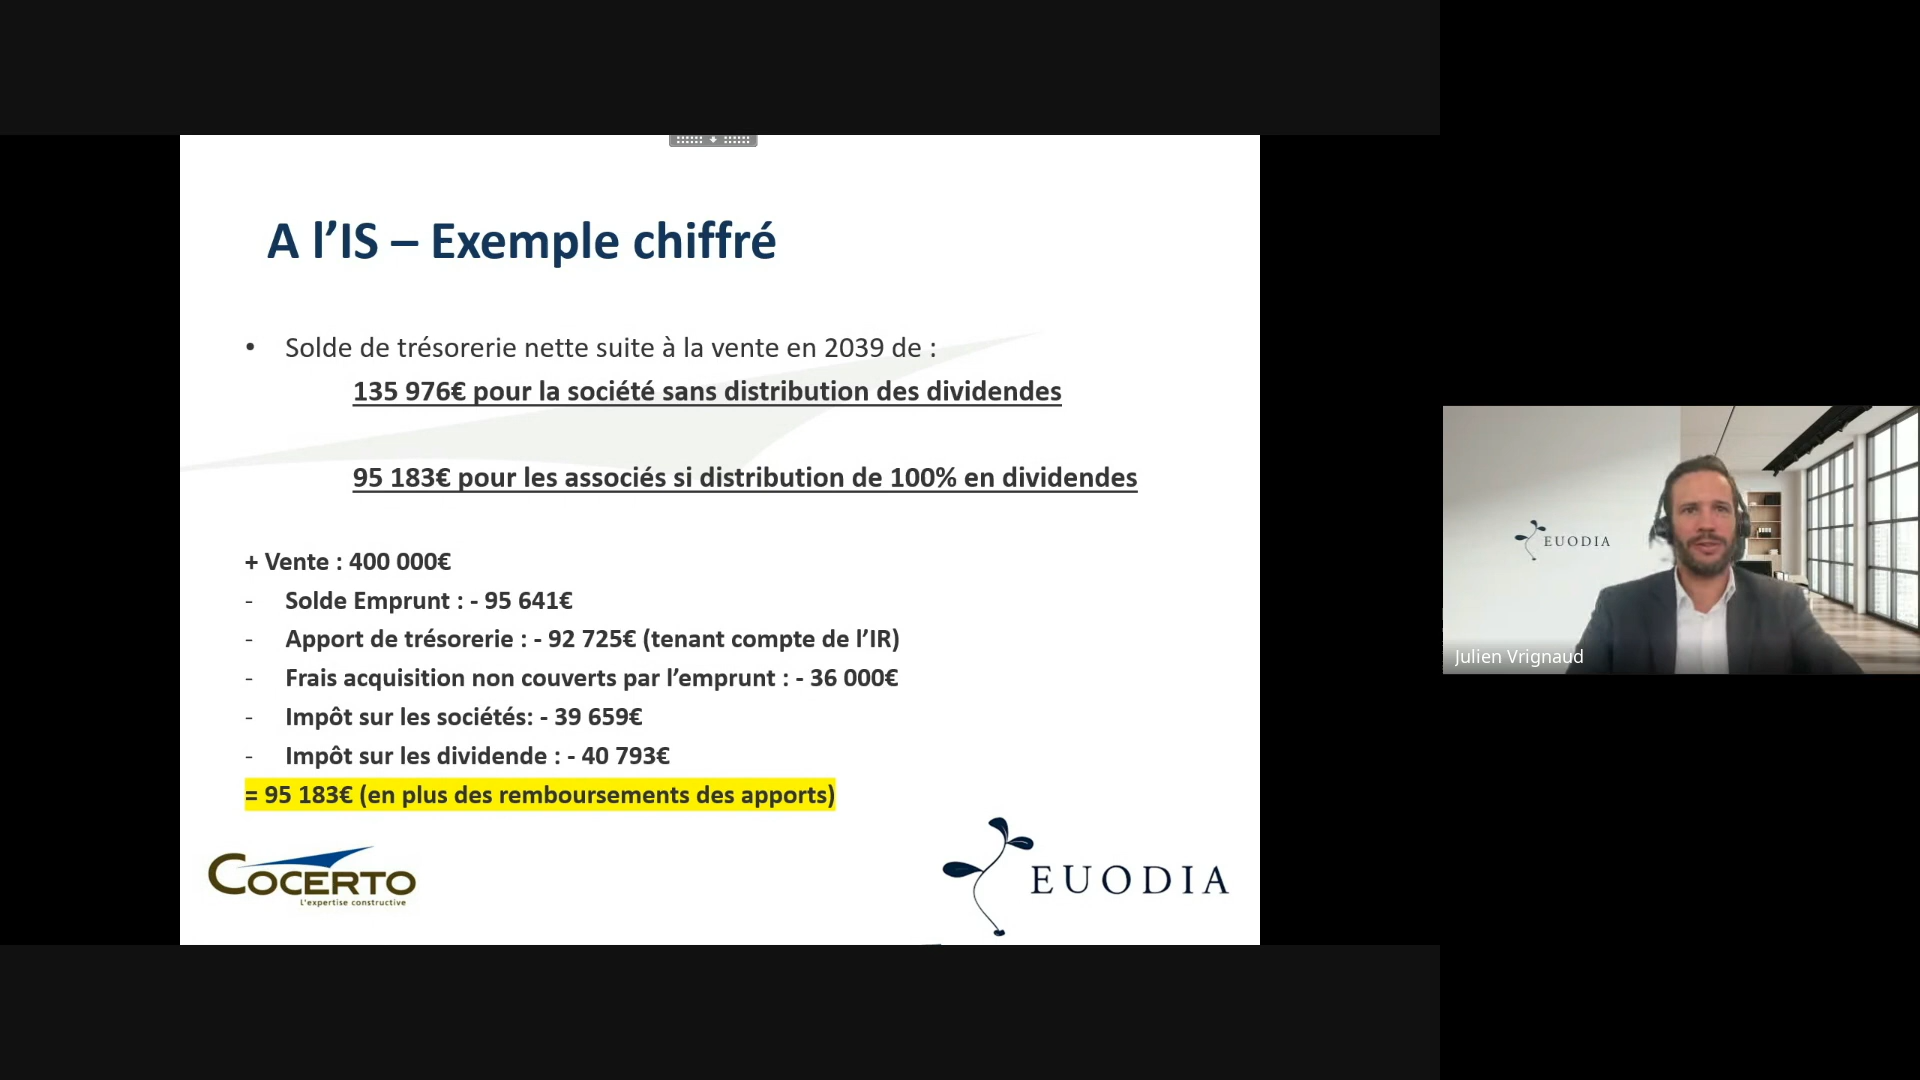 A l’IS – Exemple chiffré
• Solde de trésorerie nette suite à la vente en 2039 de :
135 976€ pour la société sans distribution des dividendes
95 183€ pour les associés si distribution de 100% en dividendes
+ Vente : 400 000€
- Solde Emprunt : - 95 641€
- Apport de trésorerie : - 92 725€ (tenant compte de l’IR)
- Frais acquisition non couverts par l’emprunt : - 36 000€
- Impôt sur les sociétés: - 39 659€
- Impôt sur les dividende : - 40 793€
= 95 183€ (en plus des remboursements des apports)
COCERTO
L'expertise constructive
EUODIA
EUODIA
Julien Vrignaud